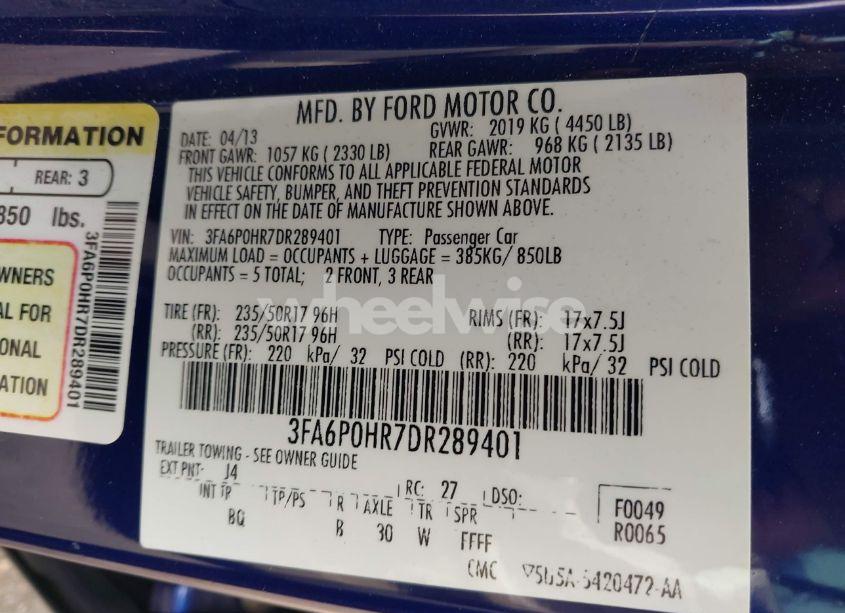 FORMATION
REAR: 3
850 lbs.
OWNERS
AL FOR
ONAL
ATION
3FA6P0HR7DR289401
MFD. BY FORD MOTOR CO.
DATE: 04/13 GVWR: 2019 KG ( 4450 LB)
FRONT GAWR: 1057 KG ( 2330 LB) REAR GAWR: 968 KG ( 2135 LB)
THIS VEHICLE CONFORMS TO ALL APPLICABLE FEDERAL MOTOR
VEHICLE SAFETY, BUMPER, AND THEFT PREVENTION STANDARDS
IN EFFECT ON THE DATE OF MANUFACTURE SHOWN ABOVE.
VIN: 3FA6P0HR7DR289401 TYPE: Passenger Car
MAXIMUM LOAD = OCCUPANTS + LUGGAGE = 385KG/ 850LB
OCCUPANTS = 5 TOTAL; 2 FRONT, 3 REAR
wheelwise
TIRE (FR): 235/50R17 96H RIMS (FR): 17x7.5J
(RR): 235/50R17 96H (RR): 17x7.5J
PRESSURE (FR): 220 kPa/ 32 PSI COLD (RR): 220 kPa/ 32 PSI COLD
3FA6P0HR7DR289401
TRAILER TOWING - SEE OWNER GUIDE
EXT PNT: J4 RC: 27 DSO: F0049
INT TR TP/PS R AXLE TR SPR R0065
BQ B 30 W FFFF
CMC